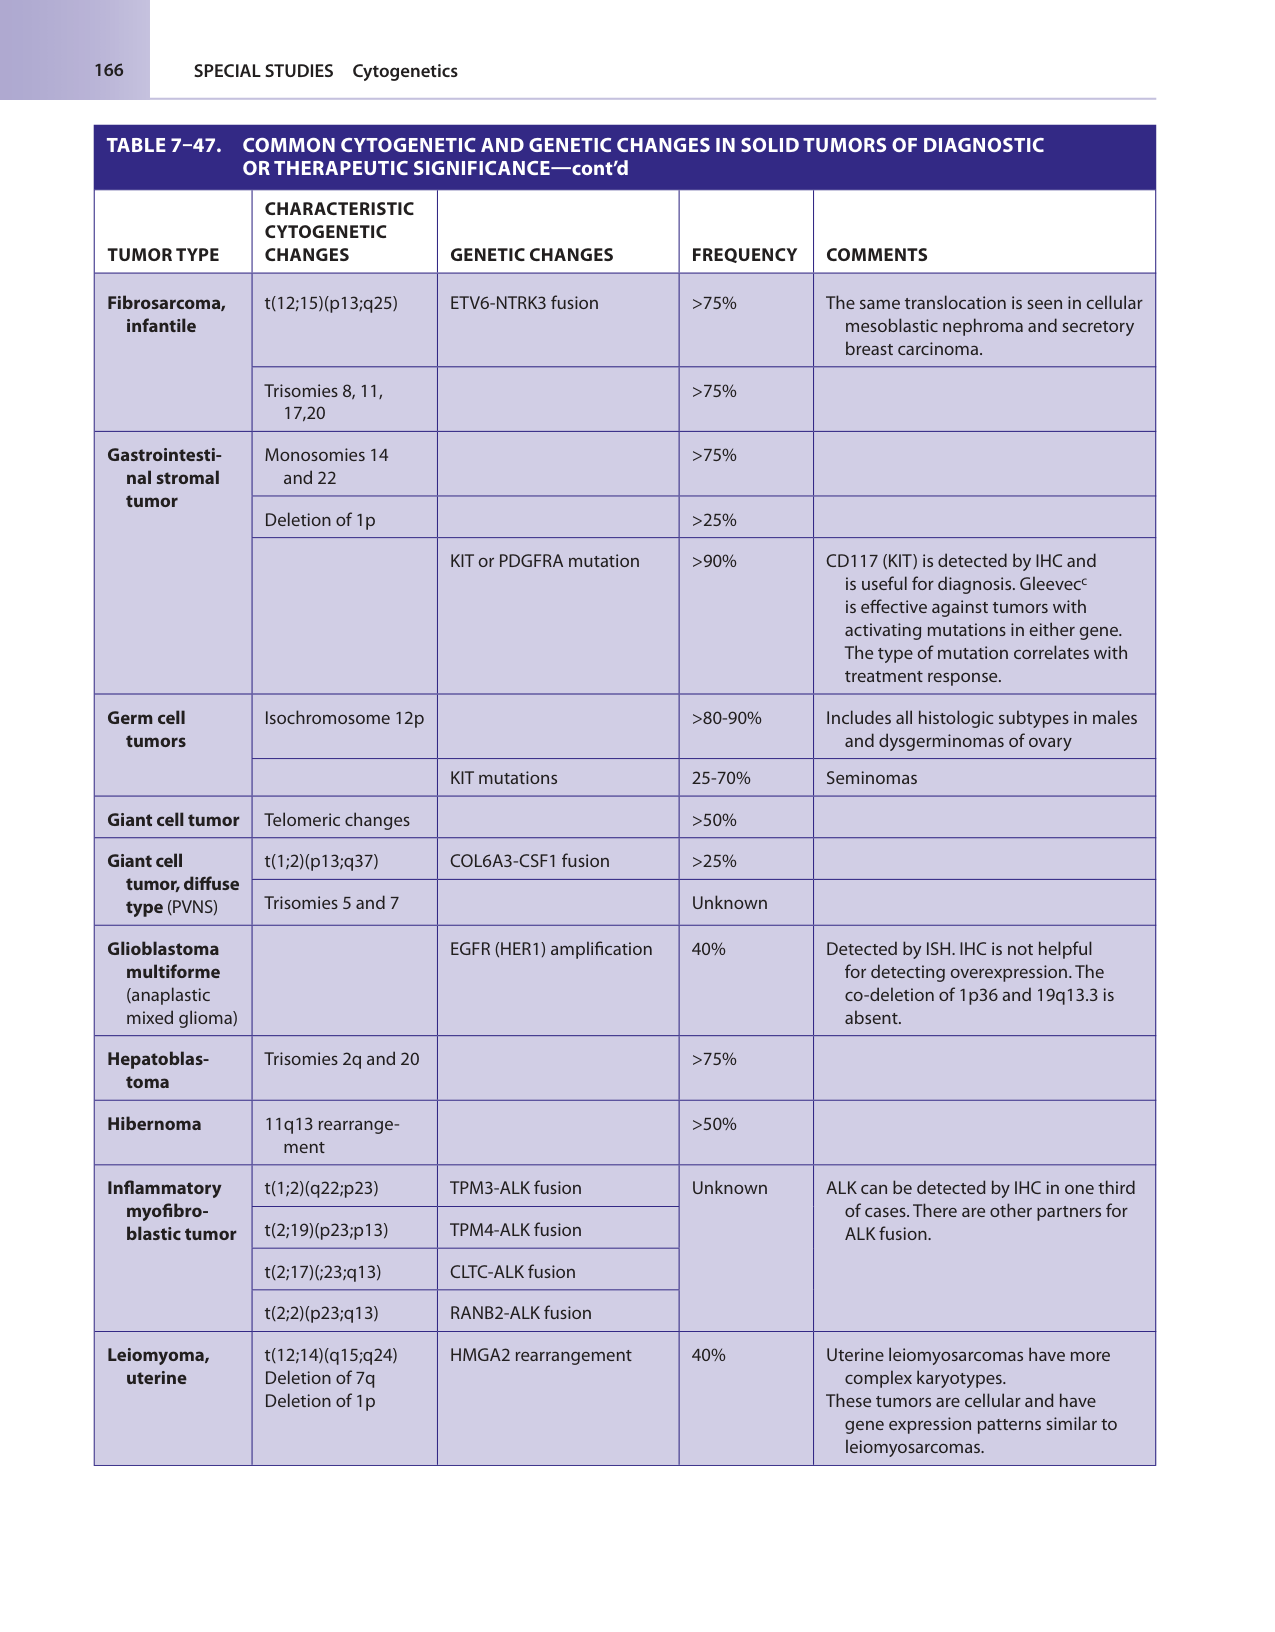 166
SPECIAL STUDIES Cytogenetics
TABLE 7–47. COMMON CYTOGENETIC AND GENETIC CHANGES IN SOLID TUMORS OF DIAGNOSTIC
OR THERAPEUTIC SIGNIFICANCE—cont’d
TUMOR TYPE
CHARACTERISTIC
CYTOGENETIC
CHANGES
GENETIC CHANGES
FREQUENCY
COMMENTS
Fibrosarcoma,
infantile
t(12;15)(p13;q25)
ETV6-NTRK3 fusion
>75%
The same translocation is seen in cellular
mesoblastic nephroma and secretory
breast carcinoma.
Trisomies 8, 11,
17,20
>75%
Gastrointesti-
nal stromal
tumor
Monosomies 14
and 22
>75%
Deletion of 1p
>25%
KIT or PDGFRA mutation
>90%
CD117 (KIT) is detected by IHC and
is useful for diagnosis. Gleevecᶜ
is effective against tumors with
activating mutations in either gene.
The type of mutation correlates with
treatment response.
Germ cell
tumors
Isochromosome 12p
>80-90%
Includes all histologic subtypes in males
and dysgerminomas of ovary
KIT mutations
25-70%
Seminomas
Giant cell tumor
Telomeric changes
>50%
Giant cell
tumor, diffuse
type (PVNS)
t(1;2)(p13;q37)
COL6A3-CSF1 fusion
>25%
Trisomies 5 and 7
Unknown
Glioblastoma
multiforme
(anaplastic
mixed glioma)
EGFR (HER1) amplification
40%
Detected by ISH. IHC is not helpful
for detecting overexpression. The
co-deletion of 1p36 and 19q13.3 is
absent.
Hepatoblas-
toma
Trisomies 2q and 20
>75%
Hibernoma
11q13 rearrange-
ment
>50%
Inflammatory
myofibro-
blastic tumor
t(1;2)(q22;p23)
TPM3-ALK fusion
Unknown
ALK can be detected by IHC in one third
of cases. There are other partners for
ALK fusion.
t(2;19)(p23;p13)
TPM4-ALK fusion
t(2;17)(;23;q13)
CLTC-ALK fusion
t(2;2)(p23;q13)
RANB2-ALK fusion
Leiomyoma,
uterine
t(12;14)(q15;q24)
Deletion of 7q
Deletion of 1p
HMGA2 rearrangement
40%
Uterine leiomyosarcomas have more
complex karyotypes.
These tumors are cellular and have
gene expression patterns similar to
leiomyosarcomas.